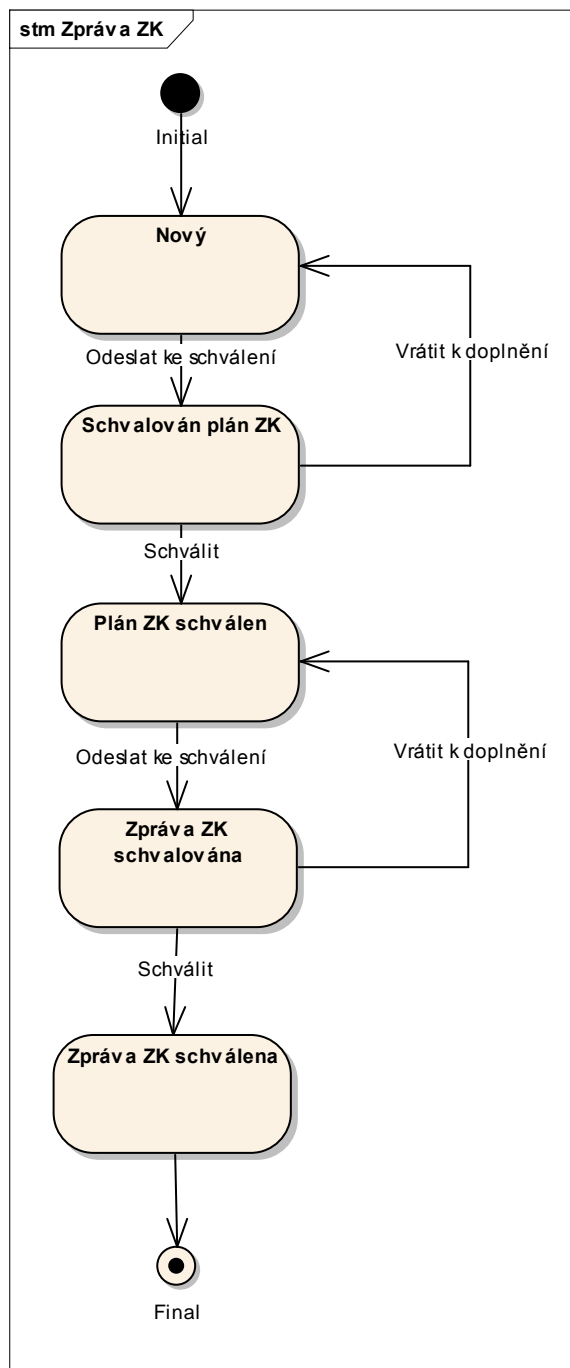 stm Zpráva ZK
Initial
Nový
Odeslat ke schválení
Vrátit k doplnění
Schvalován plán ZK
Schválit
Plán ZK schválen
Odeslat ke schválení
Vrátit k doplnění
Zpráva ZK
schvalována
Schválit
Zpráva ZK schválena
Final